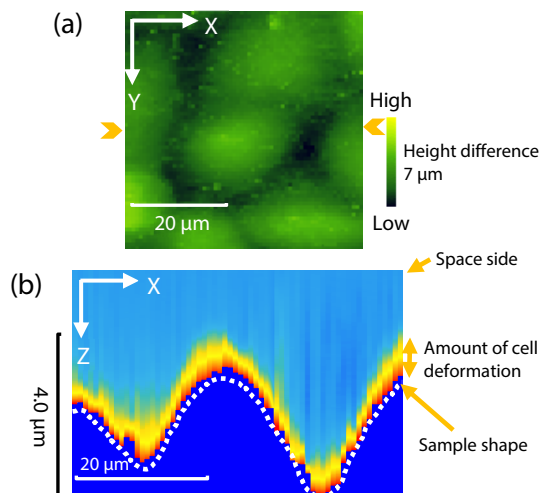 (a)
X
Y
20 μm
High
Height difference
7 μm
Low
Space side
(b)
X
Z
4.0 μm
Amount of cell
deformation
20 μm
Sample shape